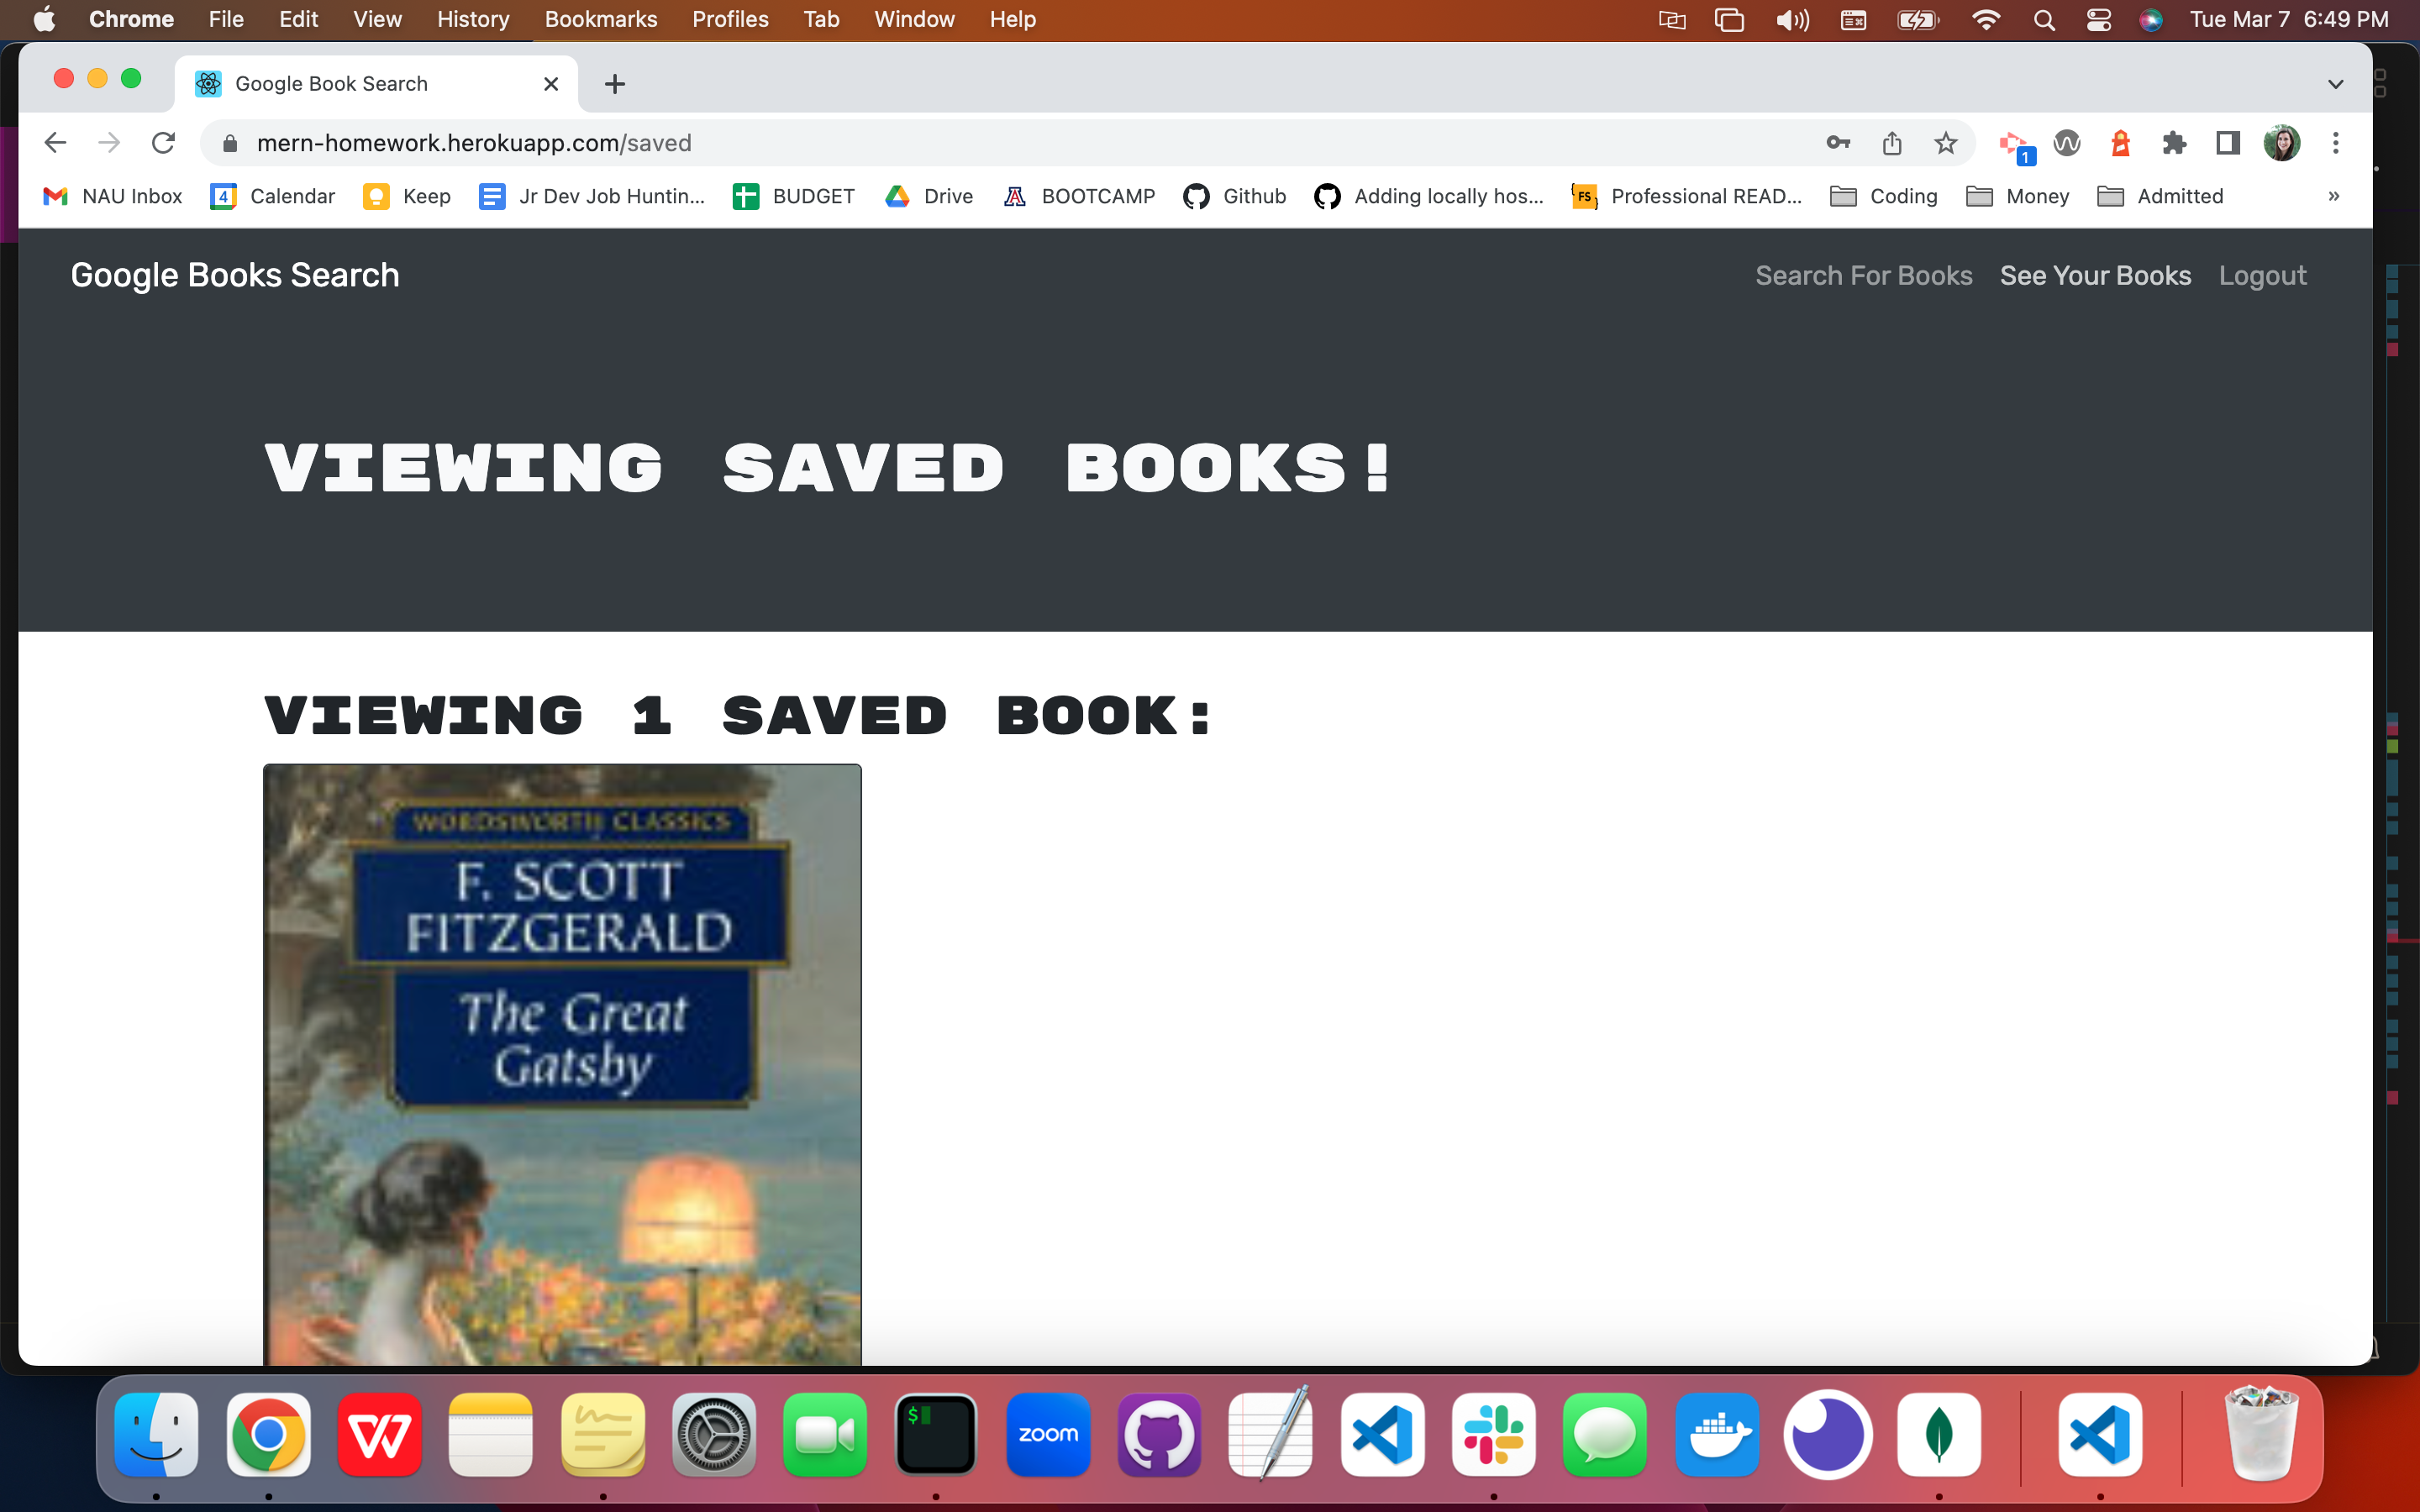 Chrome File Edit View History Bookmarks Profiles Tab Window Help Tue Mar 7 6:49 PM
Google Book Search
mern-homework.herokuapp.com/saved
1
NAU Inbox 4 Calendar Keep Jr Dev Job Huntin... BUDGET Drive BOOTCAMP Github Adding locally hos... FS Professional READ... Coding Money Admitted »
Google Books Search Search For Books See Your Books Logout
VIEWING SAVED BOOKS!
VIEWING 1 SAVED BOOK:
WORDSWORTH CLASSICS
F. SCOTT
FITZGERALD
The Great
Gatsby
$ zoom